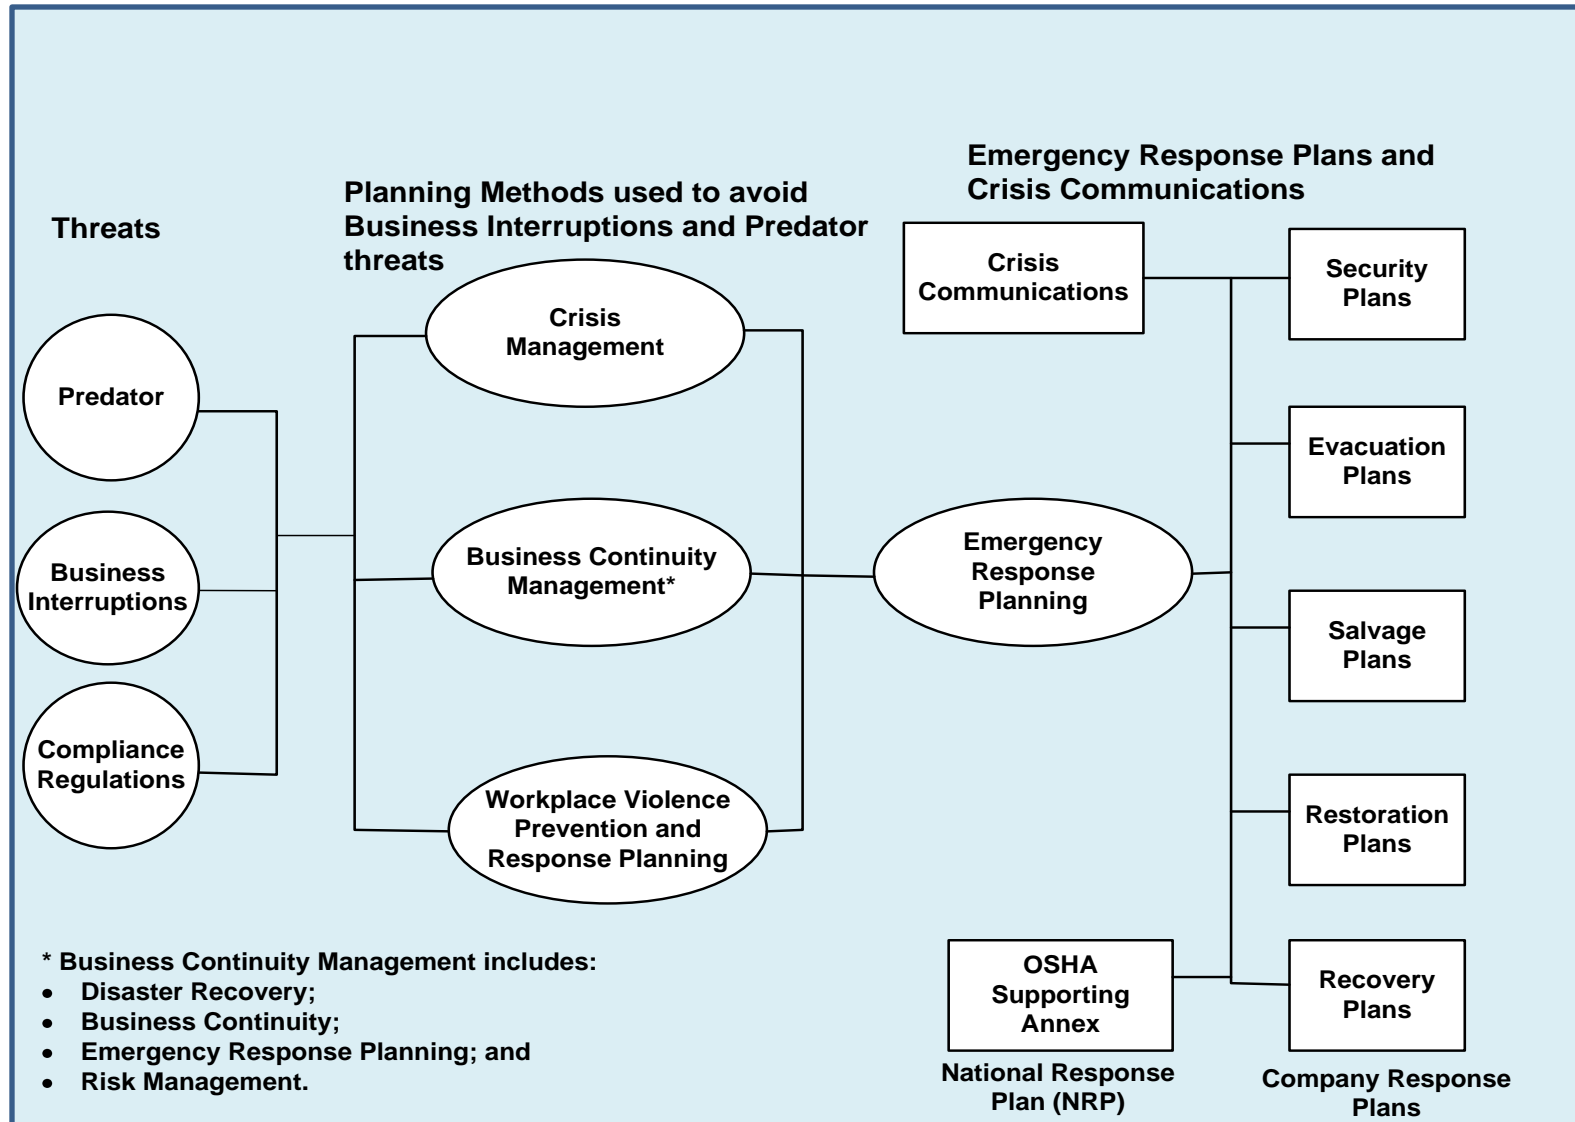 Threats
Planning Methods used to avoid
Business Interruptions and Predator
threats
Emergency Response Plans and
Crisis Communications
Predator
Business
Interruptions
Compliance
Regulations
Crisis
Management
Business Continuity
Management*
Workplace Violence
Prevention and
Response Planning
Emergency
Response
Planning
Crisis
Communications
Security
Plans
Evacuation
Plans
Salvage
Plans
Restoration
Plans
OSHA
Supporting
Annex
National Response
Plan (NRP)
Recovery
Plans
Company Response
Plans
* Business Continuity Management includes:
• Disaster Recovery;
• Business Continuity;
• Emergency Response Planning; and
• Risk Management.